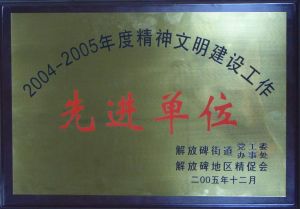 2004-2005年度精神文明建设工作
先进单位
解放碑街道 党工委 办事处
解放碑地区精促会
二00五年十二月